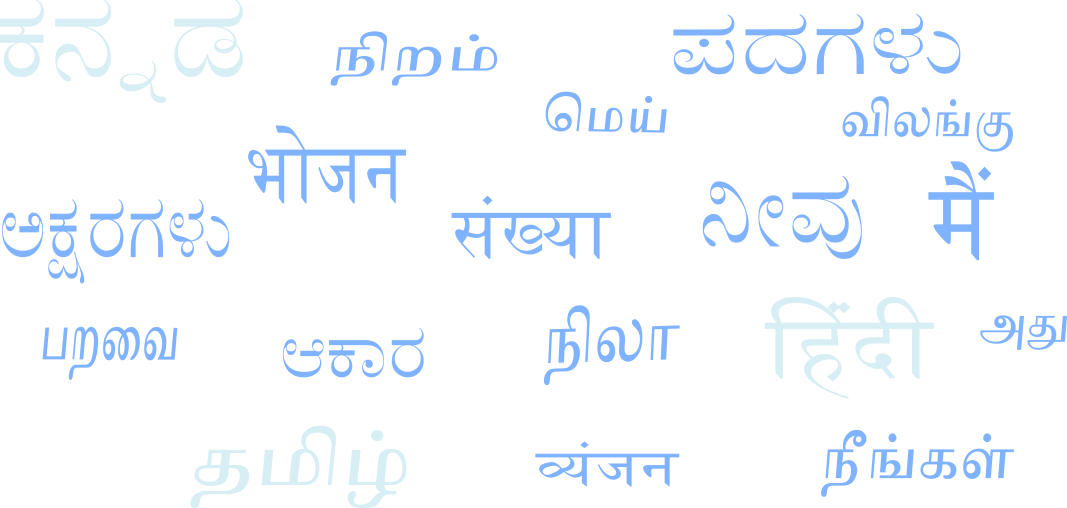 ಕನ್ನಡ
நிறம்
ಪದಗಳು
மெய்
விலங்கு
भोजन
ಅಕ್ಷರಗಳು
संख्या
ನೀವು
मैं
பறவை
ಆಕಾರ
நிலா
हिंदी
அது
தமிழ்
व्यंजन
நீங்கள்